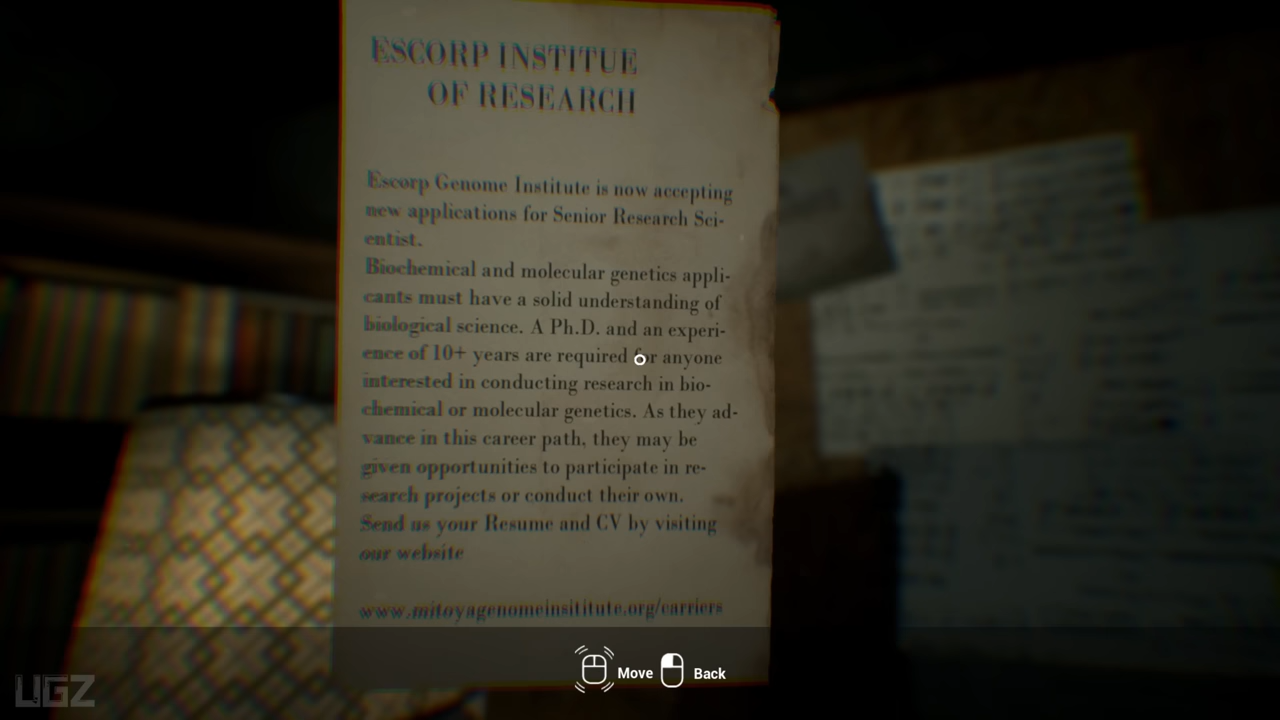 ESCORP INSTITUE
OF RESEARCH
Escorp Genome Institute is now accepting
new applications for Senior Research Sci-
entist.
Biochemical and molecular genetics appli-
cants must have a solid understanding of
biological science. A Ph.D. and an experi-
ence of 10+ years are required for anyone
interested in conducting research in bio-
chemical or molecular genetics. As they ad-
vance in this career path, they may be
given opportunities to participate in re-
search projects or conduct their own.
Send us your Resume and CV by visiting
our website
www.mitoyagenomeinsititute.org/carriers
Move Back
UGZ